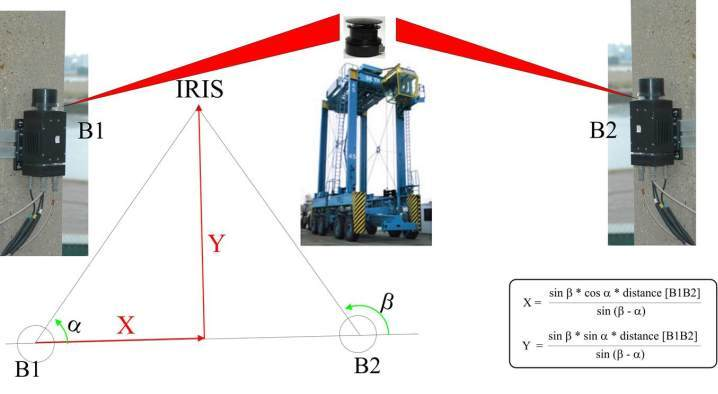 IRIS
B1
B2
Y
α
X
β
B1
B2
X = sin β * cos α * distance [B1B2] / sin (β - α)
Y = sin β * sin α * distance [B1B2] / sin (β - α)